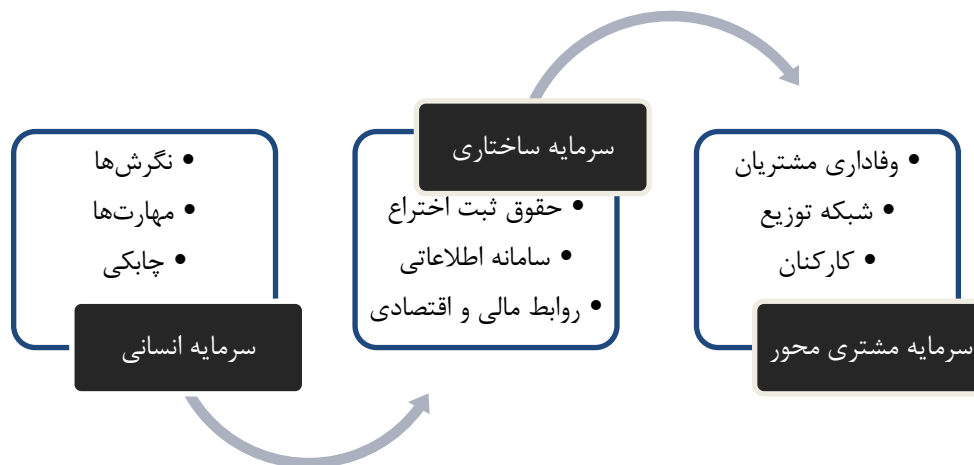 • نگرش‌ها
• مهارت‌ها
• چابکی
سرمایه انسانی
سرمایه ساختاری
• حقوق ثبت اختراع
• سامانه اطلاعاتی
• روابط مالی و اقتصادی
• وفاداری مشتریان
• شبکه توزیع
• کارکنان
سرمایه مشتری محور